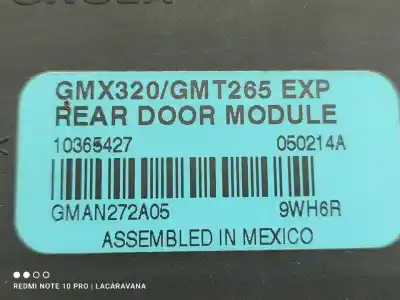 GMX320/GMT265 EXP
REAR DOOR MODULE
10365427 050214A
GMAN272A05 9WH6R
ASSEMBLED IN MEXICO
REDMI NOTE 10 PRO | LACARAVANA